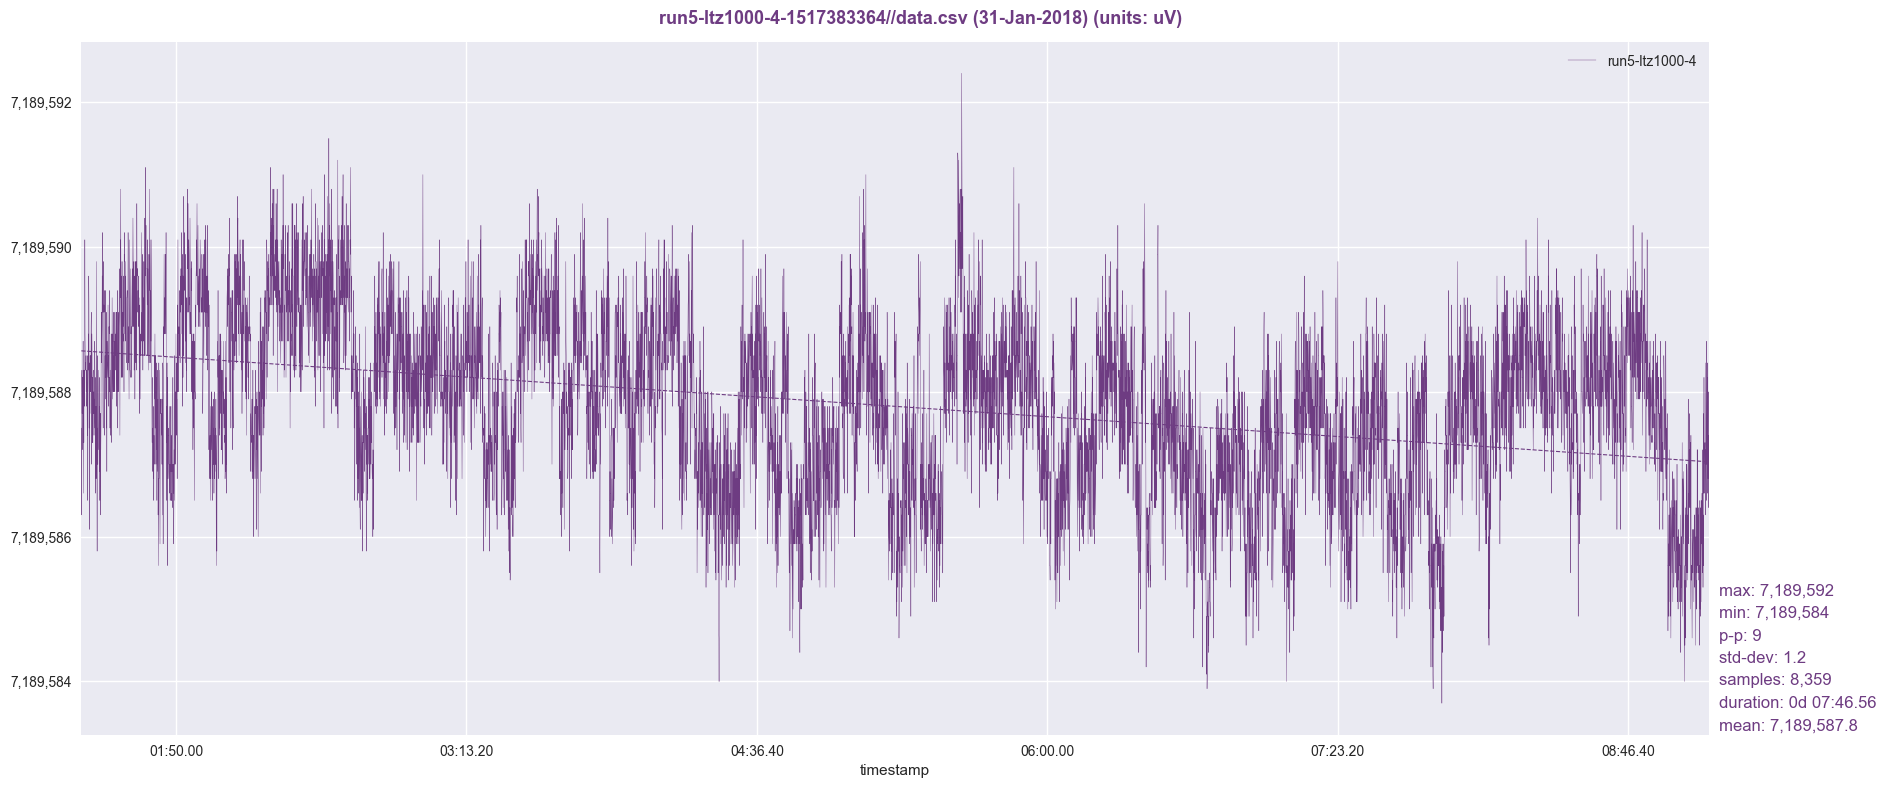 run5-ltz1000-4-1517383364//data.csv (31-Jan-2018) (units: uV)
run5-ltz1000-4
7,189,592
7,189,590
7,189,588
7,189,586
7,189,584
max: 7,189,592
min: 7,189,584
p-p: 9
std-dev: 1.2
samples: 8,359
duration: 0d 07:46.56
mean: 7,189,587.8
01:50.00 03:13.20 04:36.40 06:00.00 07:23.20 08:46.40
timestamp